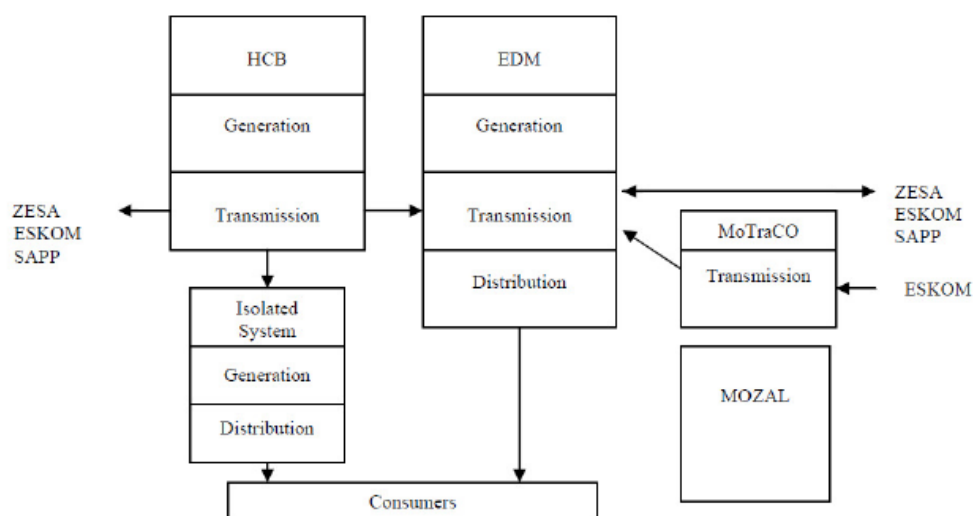 HCB
Generation
Transmission
ZESA
ESKOM
SAPP
Isolated
System
Generation
Distribution
EDM
Generation
Transmission
Distribution
ZESA
ESKOM
SAPP
MoTraCO
Transmission
ESKOM
MOZAL
Consumers